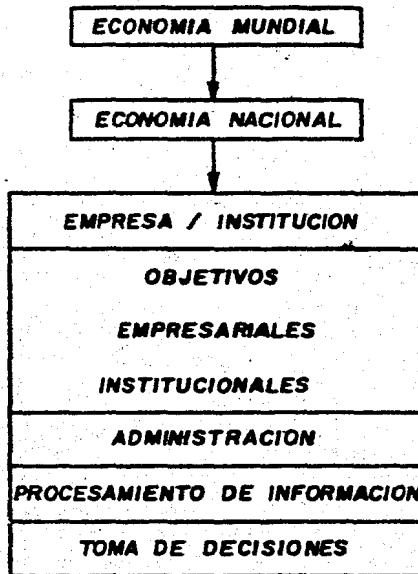 ECONOMIA MUNDIAL
ECONOMIA NACIONAL
EMPRESA / INSTITUCION
OBJETIVOS
EMPRESARIALES
INSTITUCIONALES
ADMINISTRACION
PROCESAMIENTO DE INFORMACION
TOMA DE DECISIONES